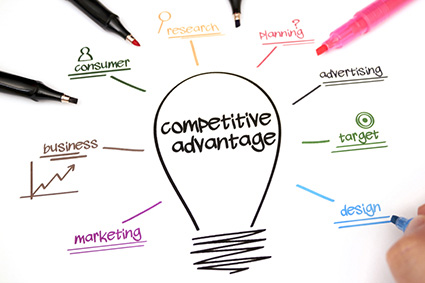 research
planning ?
consumer
advertising
competitive
advantage
business
target
marketing
design